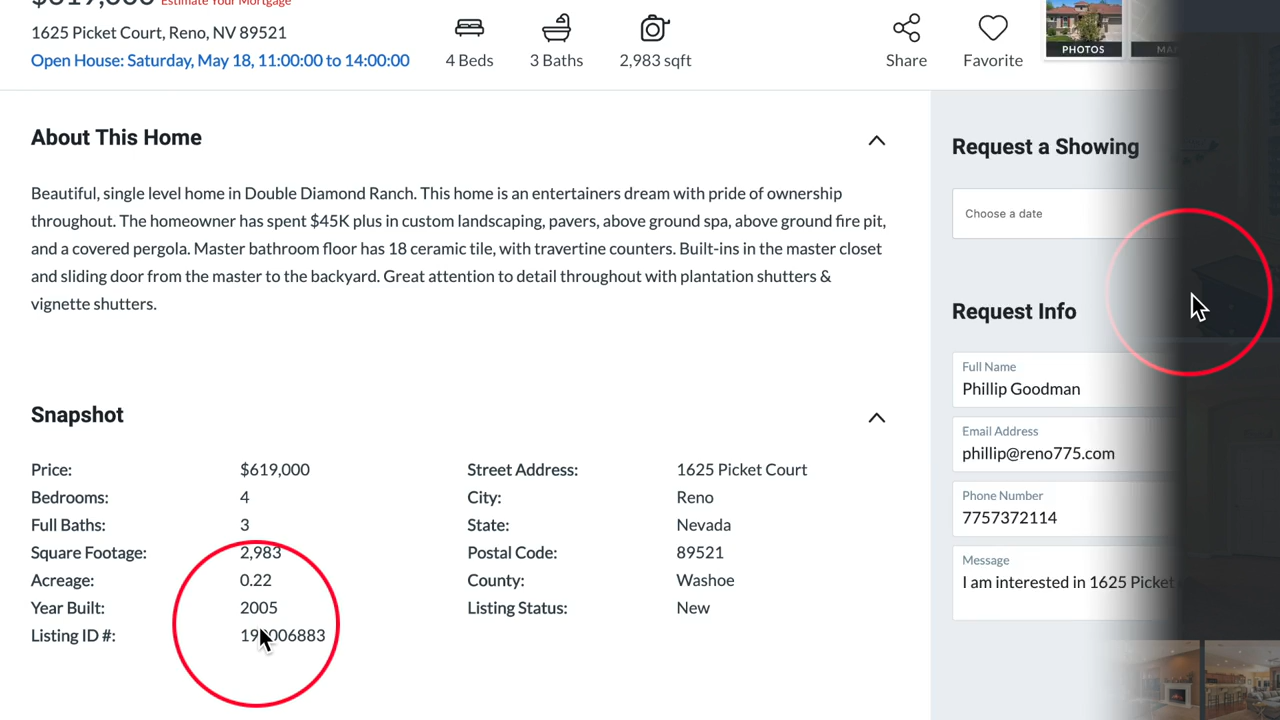 $619,000 Estimate Your Mortgage
1625 Picket Court, Reno, NV 89521
Open House: Saturday, May 18, 11:00:00 to 14:00:00
4 Beds
3 Baths
2,983 sqft
Share
Favorite
PHOTOS
About This Home
Beautiful, single level home in Double Diamond Ranch. This home is an entertainers dream with pride of ownership
throughout. The homeowner has spent $45K plus in custom landscaping, pavers, above ground spa, above ground fire pit,
and a covered pergola. Master bathroom floor has 18 ceramic tile, with travertine counters. Built-ins in the master closet
and sliding door from the master to the backyard. Great attention to detail throughout with plantation shutters &
vignette shutters.
Snapshot
Price: $619,000
Bedrooms: 4
Full Baths: 3
Square Footage: 2,983
Acreage: 0.22
Year Built: 2005
Listing ID #:
Street Address: 1625 Picket Court
City: Reno
State: Nevada
Postal Code: 89521
County: Washoe
Listing Status: New
Request a Showing
Choose a date
Request Info
Full Name
Phillip Goodman
Email Address
phillip@reno775.com
Phone Number
7757372114
Message
I am interested in 1625 Picket